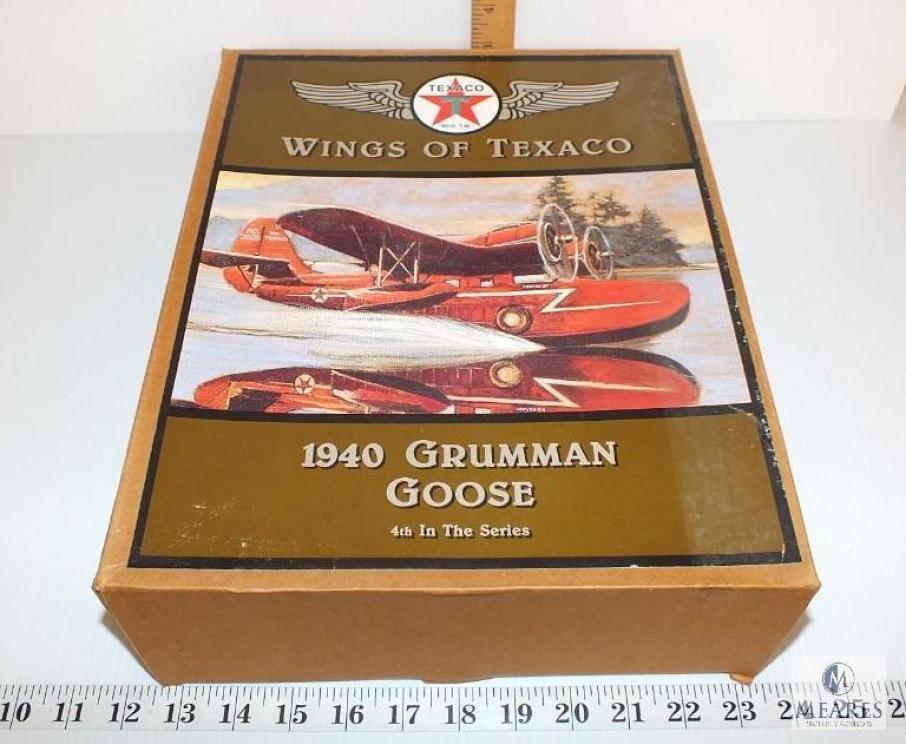 TEXACO
T
REG. T.M.
WINGS OF TEXACO
1940 GRUMMAN
GOOSE
4th In The Series
10 11 12 13 14 15 16 17 18 19 20 21 22 23
M
MEARES